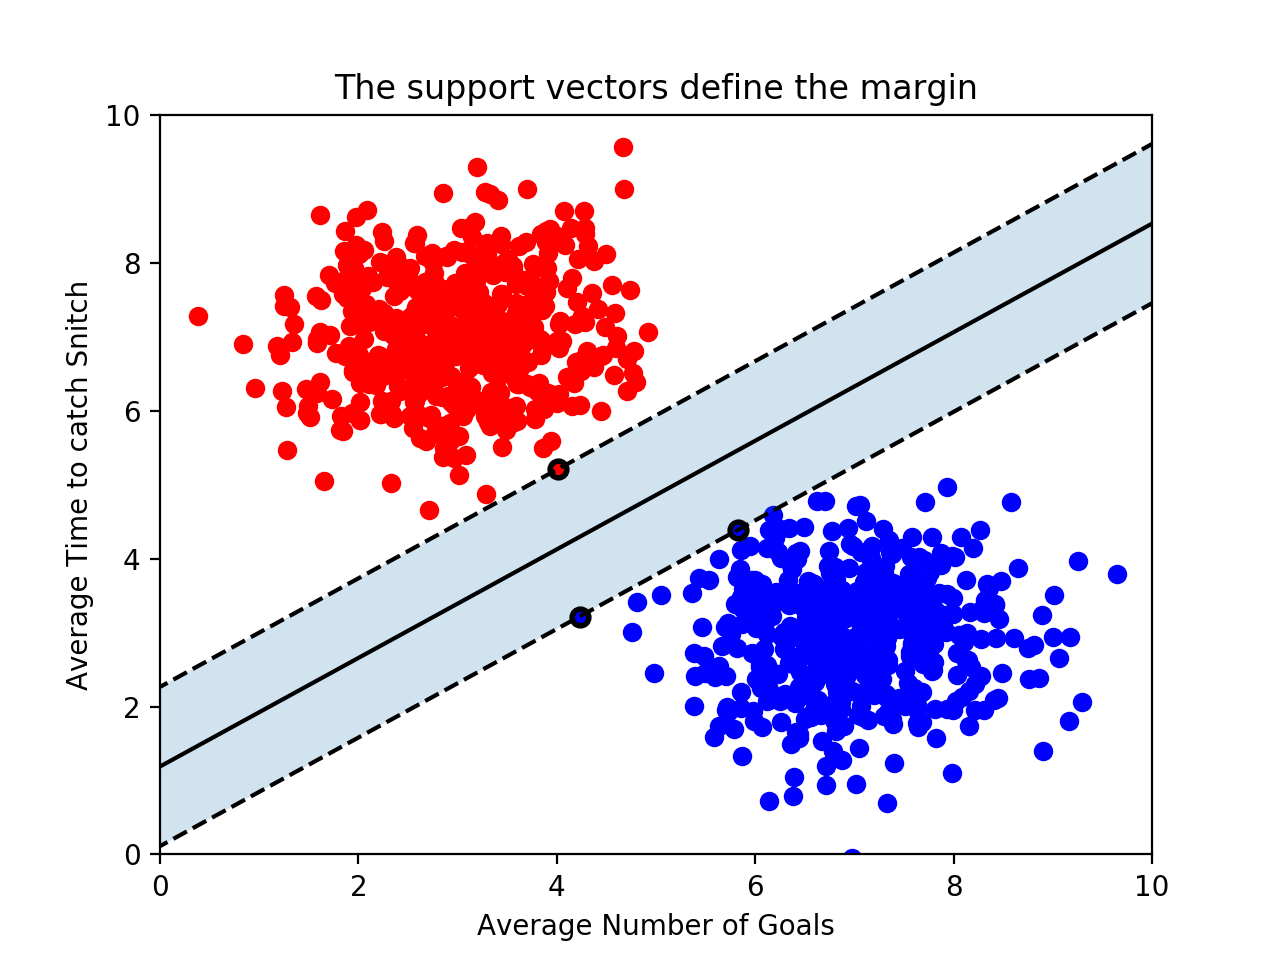 The support vectors define the margin
10
8
6
4
2
0
Average Time to catch Snitch
0 2 4 6 8 10
Average Number of Goals